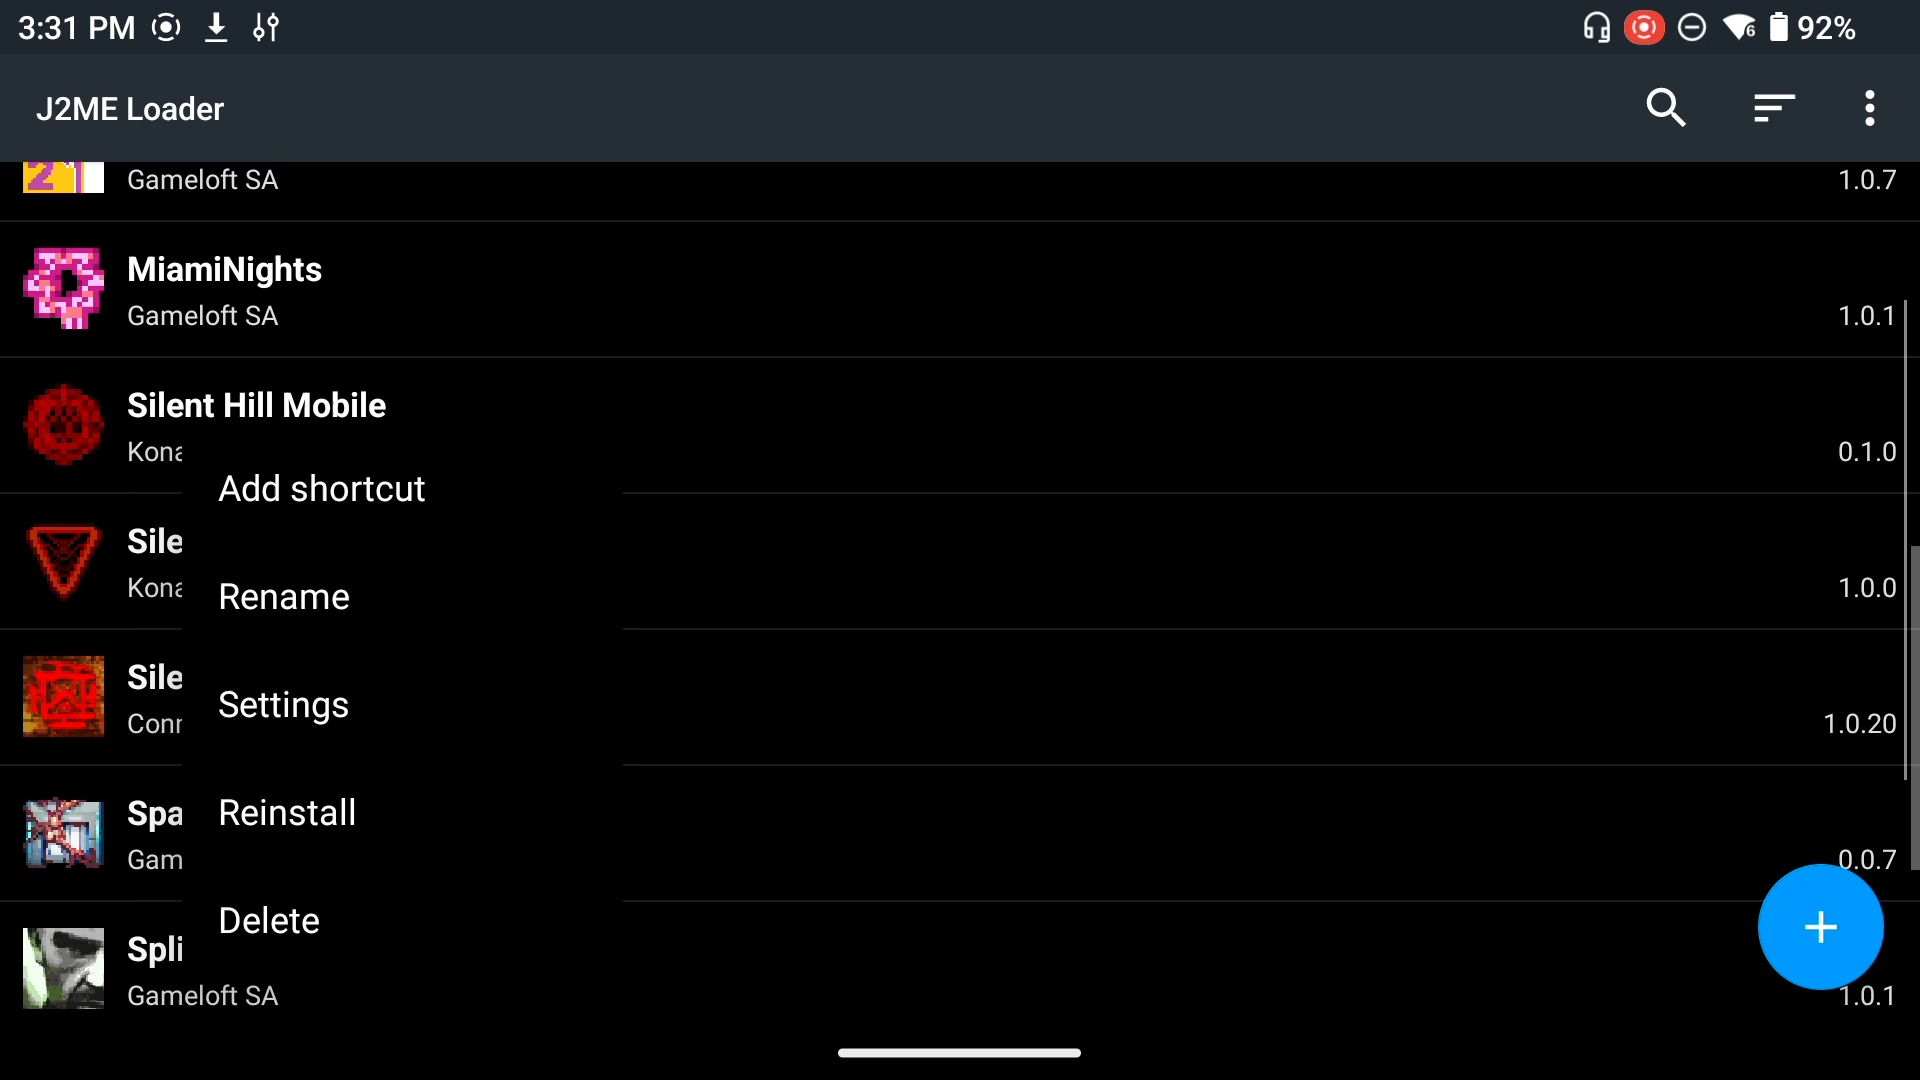 3:31 PM
6 92%
J2ME Loader
Gameloft SA
1.0.7
MiamiNights
Gameloft SA
1.0.1
Silent Hill Mobile
0.1.0
Add shortcut
1.0.0
Rename
Settings
1.0.20
Reinstall
0.0.7
Delete
+
Gameloft SA
1.0.1